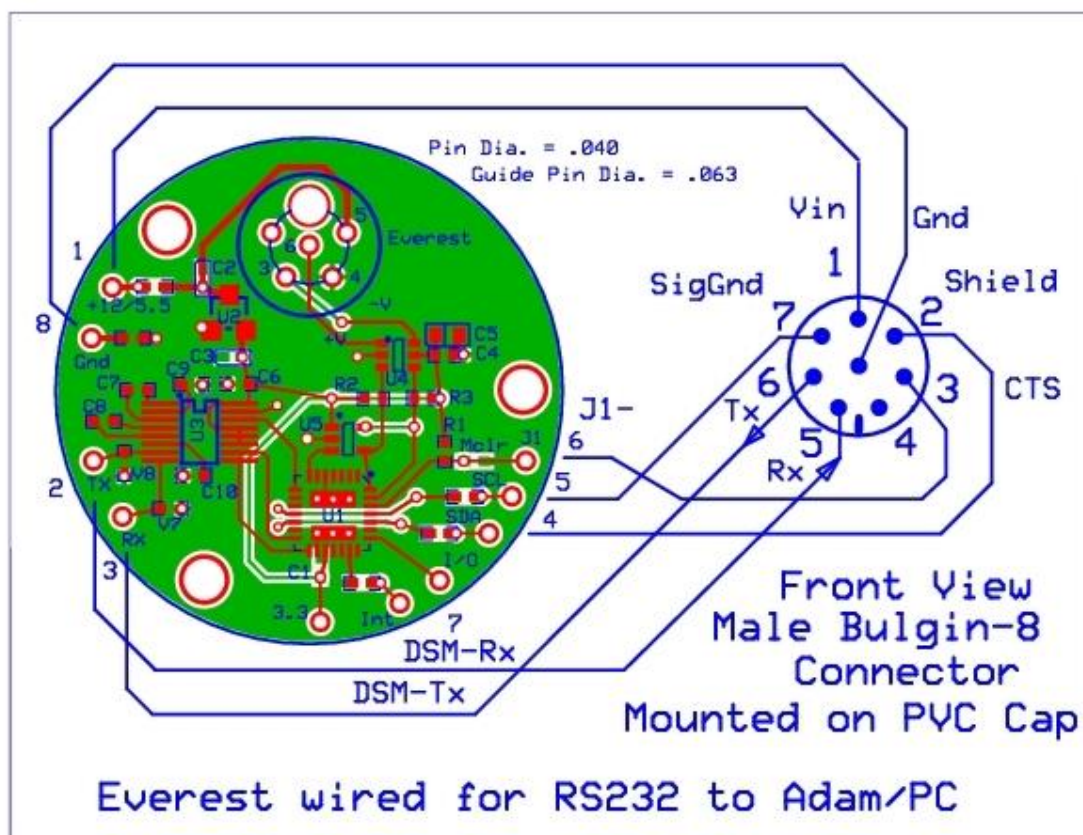 Pin Dia. = .040
Guide Pin Dia. = .063
Vin
Gnd
1
SigGnd
Shield
7
2
6
3
CTS
5
4
Tx
Rx
J1-
6
5
4
1
8
2
3
7
5
6
3
4
Everest
C2
+12/5.5
U2
-V
+V
C5
C4
Gnd
C3
U4
C7
C9
C6
R2
R3
C8
U3
U5
R1
J1
Mclr
TX
V8
C10
SCL
V7
U1
SDA
Rx
C1
I/O
3.3
Int
DSM-Rx
DSM-Tx
Front View
Male Bulgin-8
Connector
Mounted on PVC Cap
Everest wired for RS232 to Adam/PC